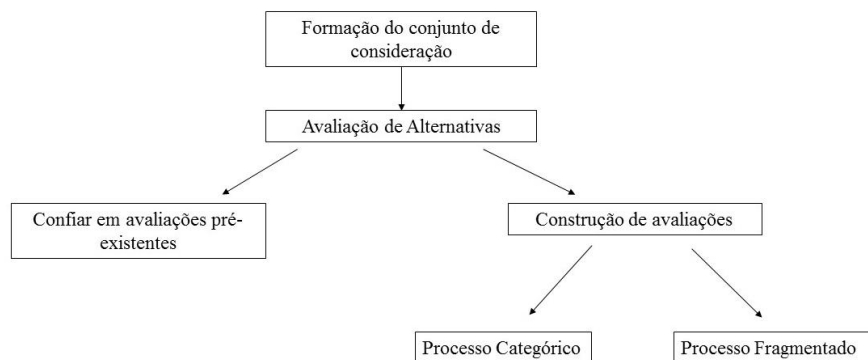 Formação do conjunto de
consideração
Avaliação de Alternativas
Confiar em avaliações pré-
existentes
Construção de avaliações
Processo Categórico
Processo Fragmentado